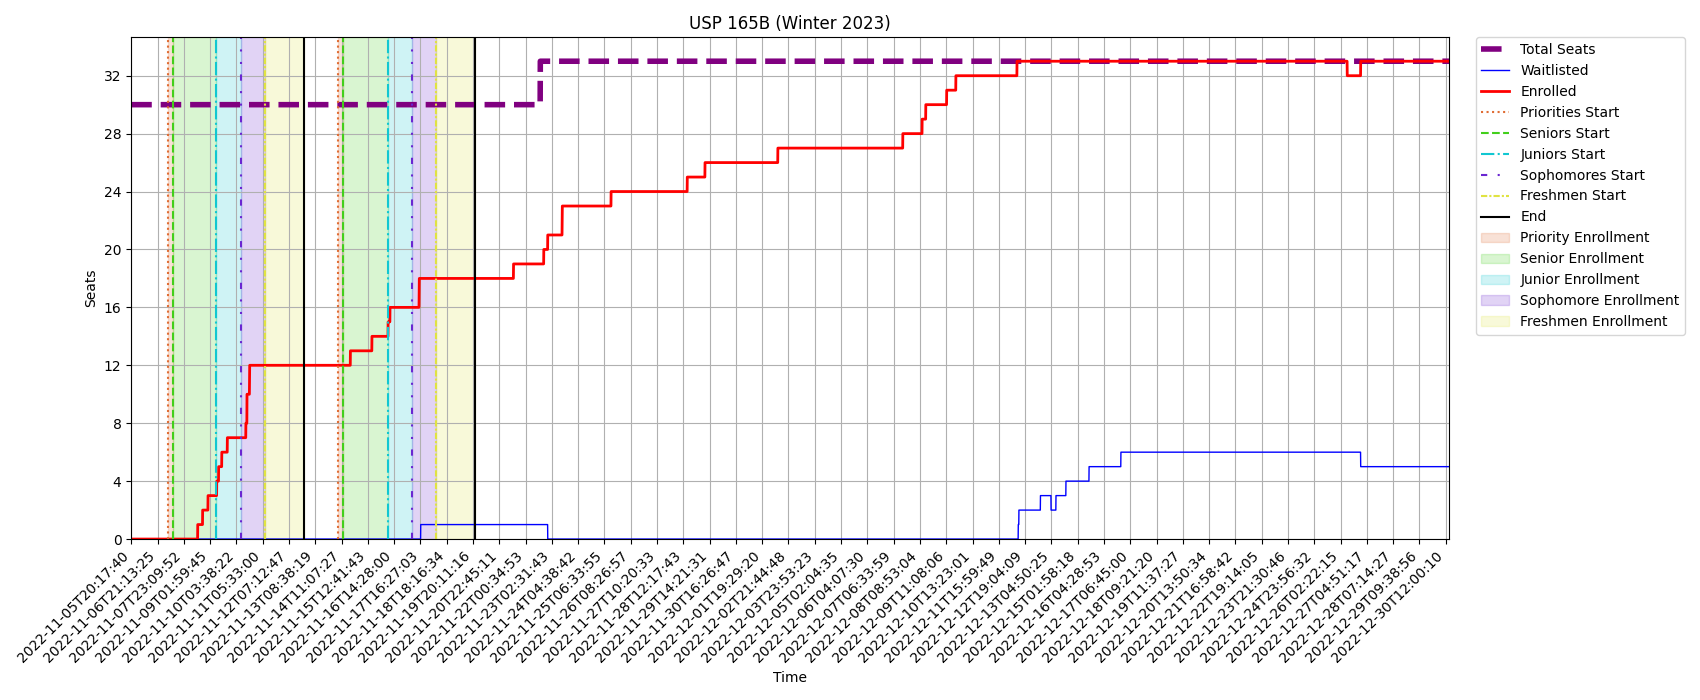 USP 165B (Winter 2023)
Seats
32
28
24
20
16
12
8
4
0
2022-11-05T20:17:40
2022-11-06T21:13:25
2022-11-07T23:09:52
2022-11-09T01:59:45
2022-11-10T03:38:22
2022-11-11T05:33:00
2022-11-12T07:12:47
2022-11-13T08:38:19
2022-11-14T11:07:27
2022-11-15T12:41:43
2022-11-16T14:28:00
2022-11-17T16:27:03
2022-11-18T18:16:34
2022-11-19T20:11:16
2022-11-20T22:45:11
2022-11-22T00:34:53
2022-11-23T02:31:43
2022-11-24T04:38:42
2022-11-25T06:33:55
2022-11-26T08:26:57
2022-11-27T10:20:33
2022-11-28T12:17:43
2022-11-29T14:21:31
2022-11-30T16:26:47
2022-12-01T19:29:20
2022-12-02T21:44:48
2022-12-03T23:53:23
2022-12-05T02:04:35
2022-12-06T04:07:30
2022-12-07T06:33:59
2022-12-08T08:53:04
2022-12-09T11:08:06
2022-12-10T13:23:01
2022-12-11T15:59:49
2022-12-12T19:04:09
2022-12-13T04:50:25
2022-12-15T01:58:18
2022-12-16T04:28:53
2022-12-17T06:45:00
2022-12-18T09:21:20
2022-12-19T11:37:27
2022-12-20T13:50:34
2022-12-21T16:58:42
2022-12-22T19:14:05
2022-12-23T21:30:46
2022-12-24T23:56:32
2022-12-26T02:22:15
2022-12-27T04:51:17
2022-12-28T07:14:27
2022-12-29T09:38:56
2022-12-30T12:00:10
Time
Total Seats
Waitlisted
Enrolled
Priorities Start
Seniors Start
Juniors Start
Sophomores Start
Freshmen Start
End
Priority Enrollment
Senior Enrollment
Junior Enrollment
Sophomore Enrollment
Freshmen Enrollment